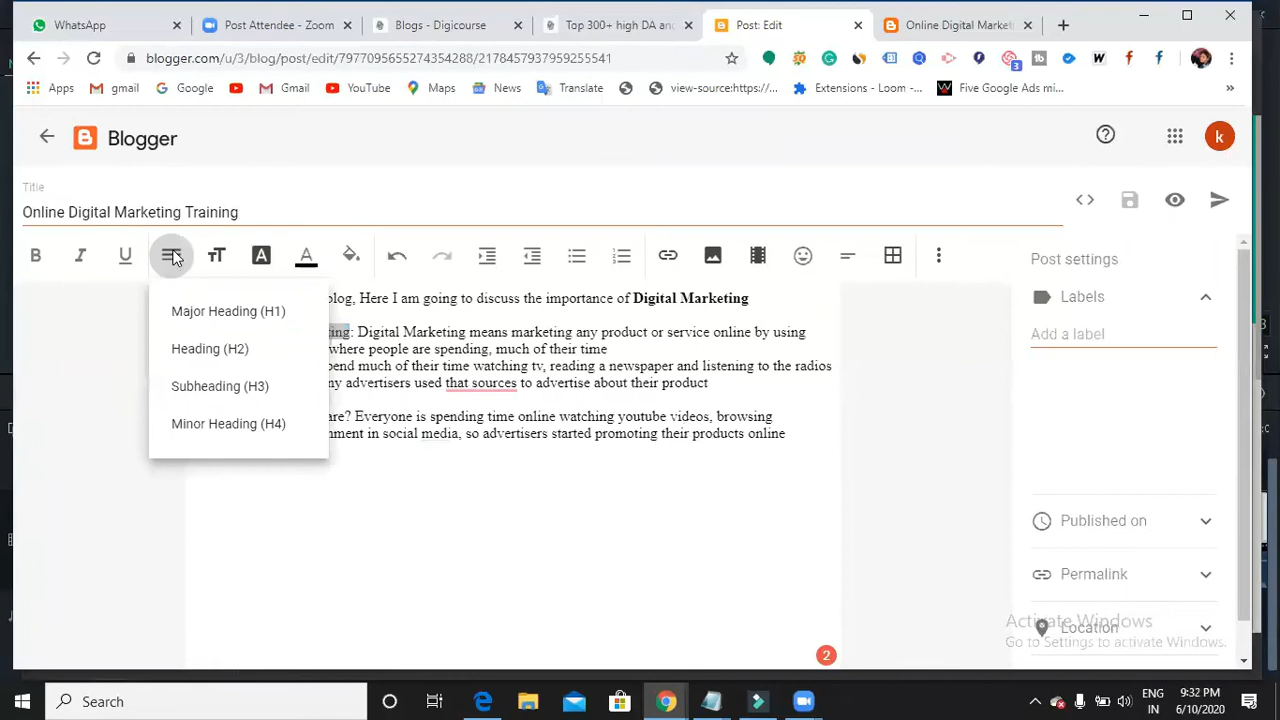 WhatsApp
Post Attendee - Zoom
Blogs - Digicourse
Top 300+ high DA and
Post: Edit
Online Digital Market
blogger.com/u/3/blog/post/edit/9777095655274354288/2178457937959255541
Apps
gmail
Google
Gmail
YouTube
Maps
News
Translate
view-source:https://...
Extensions - Loom -...
Five Google Ads mi...
Blogger
k
Title
Online Digital Marketing Training
B I U
Post settings
Labels
Add a label
Major Heading (H1)
Heading (H2)
Subheading (H3)
Minor Heading (H4)
blog, Here I am going to discuss the importance of Digital Marketing
ing: Digital Marketing means marketing any product or service online by using
where people are spending, much of their time
pend much of their time watching tv, reading a newspaper and listening to the radios
ny advertisers used that sources to advertise about their product
are? Everyone is spending time online watching youtube videos, browsing
nment in social media, so advertisers started promoting their products online
Published on
Permalink
Location
Activate Windows
Go to Settings to activate Windows.
2
Search
ENG
IN
9:32 PM
6/10/2020